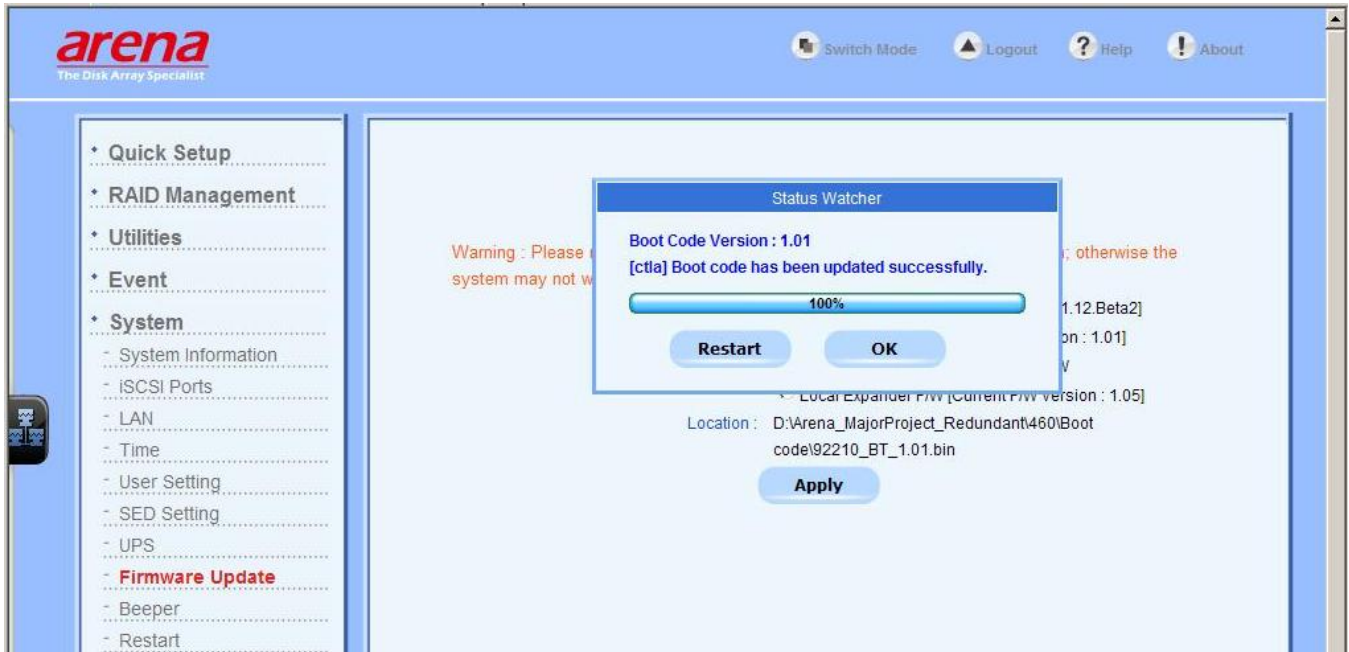 arena
The Disk Array Specialist
Switch Mode
Logout
Help
About
Quick Setup
RAID Management
Utilities
Event
System
System Information
iSCSI Ports
LAN
Time
User Setting
SED Setting
UPS
Firmware Update
Beeper
Restart
Status Watcher
Boot Code Version : 1.01
[ctla] Boot code has been updated successfully.
100%
Restart OK
Warning : Please ; otherwise the
system may not
1.12.Beta2]
: 1.01]
Local Expander F/W [Current F/W Version : 1.05]
Location : D:\Arena_MajorProject_Redundant\460\Boot
code\92210_BT_1.01.bin
Apply